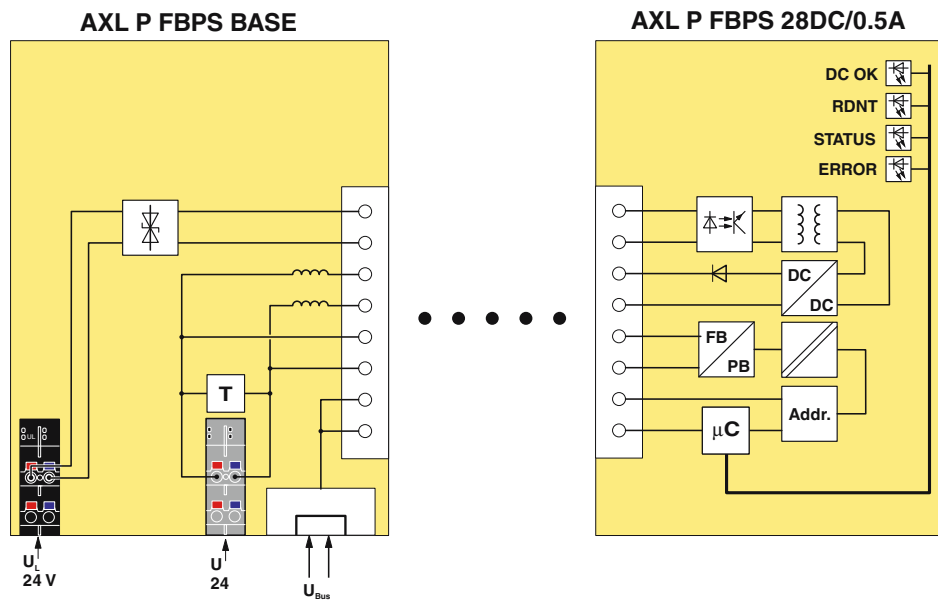 AXL P FBPS BASE
AXL P FBPS 28DC/0.5A
DC OK
RDNT
STATUS
ERROR
DC
DC
FB
PB
T
Addr.
µC
UL
UL
24 V
U
24
UBus